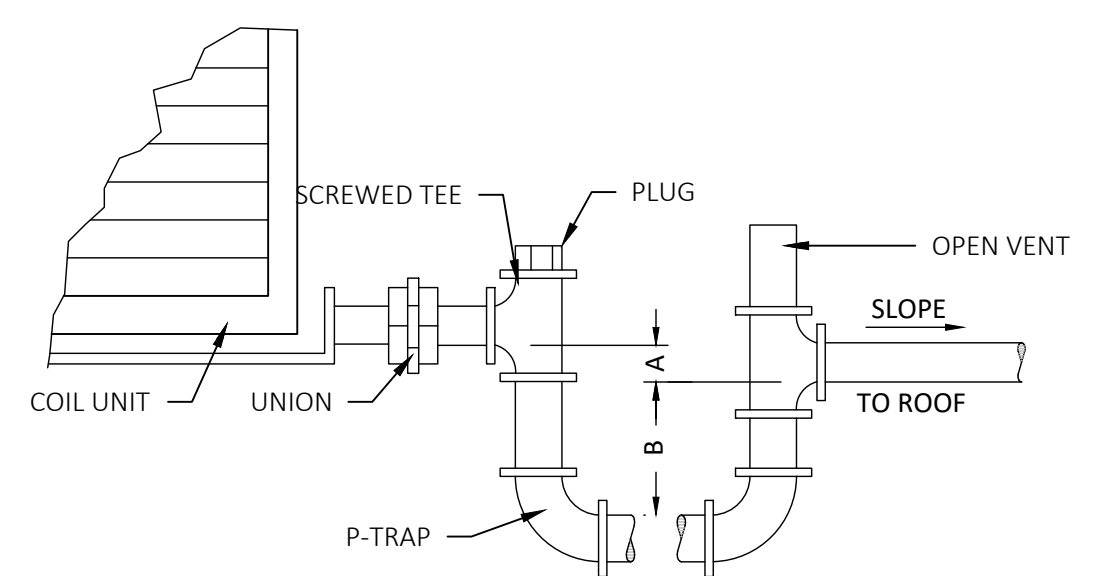 SCREWED TEE
PLUG
OPEN VENT
SLOPE
A
COIL UNIT
UNION
TO ROOF
B
P-TRAP